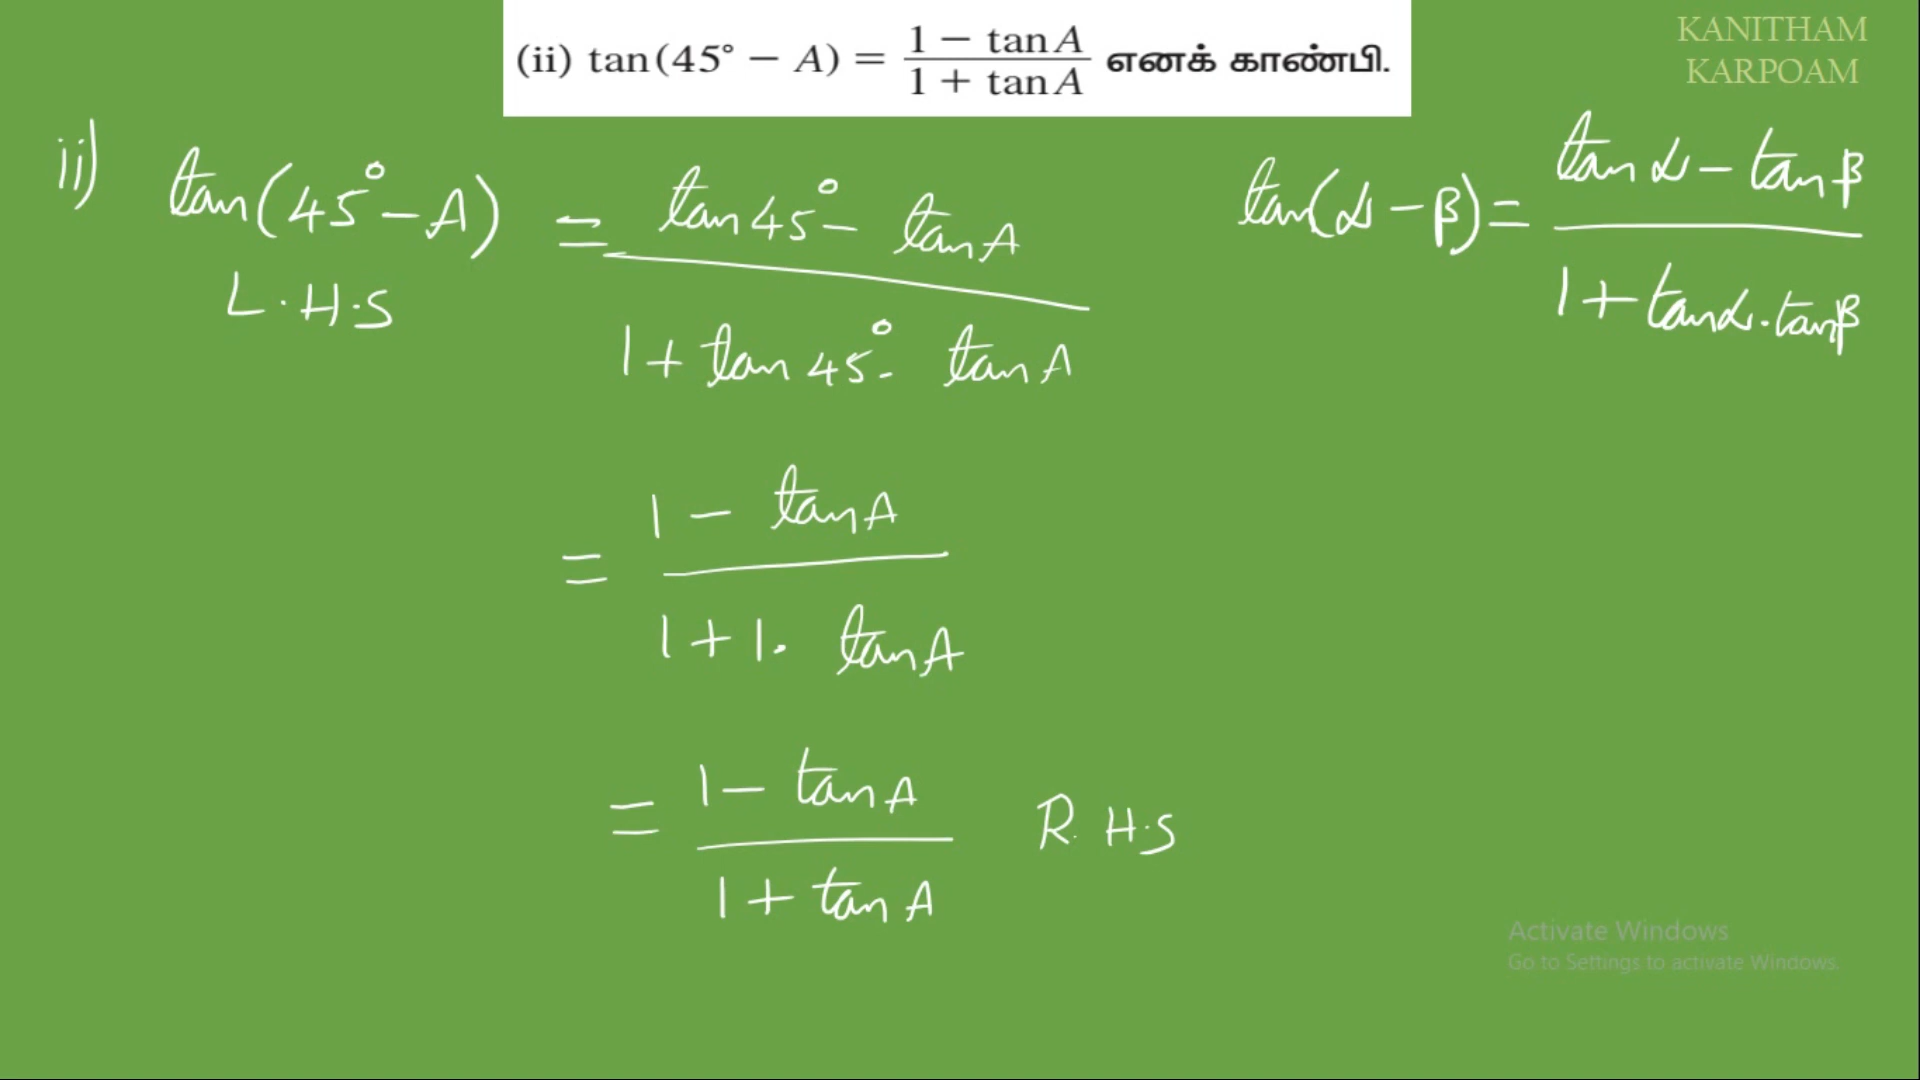 KANITHAM
KARPOAM
(ii) tan(45° − A) = (1 − tan A)/(1 + tan A) எனக் காண்பி.
ii) tan(45° − A) = (tan 45° − tan A)/(1 + tan 45°. tan A)
L.H.S
tan(α − β) = (tan α − tan β)/(1 + tan α . tan β)
= (1 − tan A)/(1 + 1. tan A)
= (1 − tan A)/(1 + tan A) R.H.S
Activate Windows
Go to Settings to activate Windows.